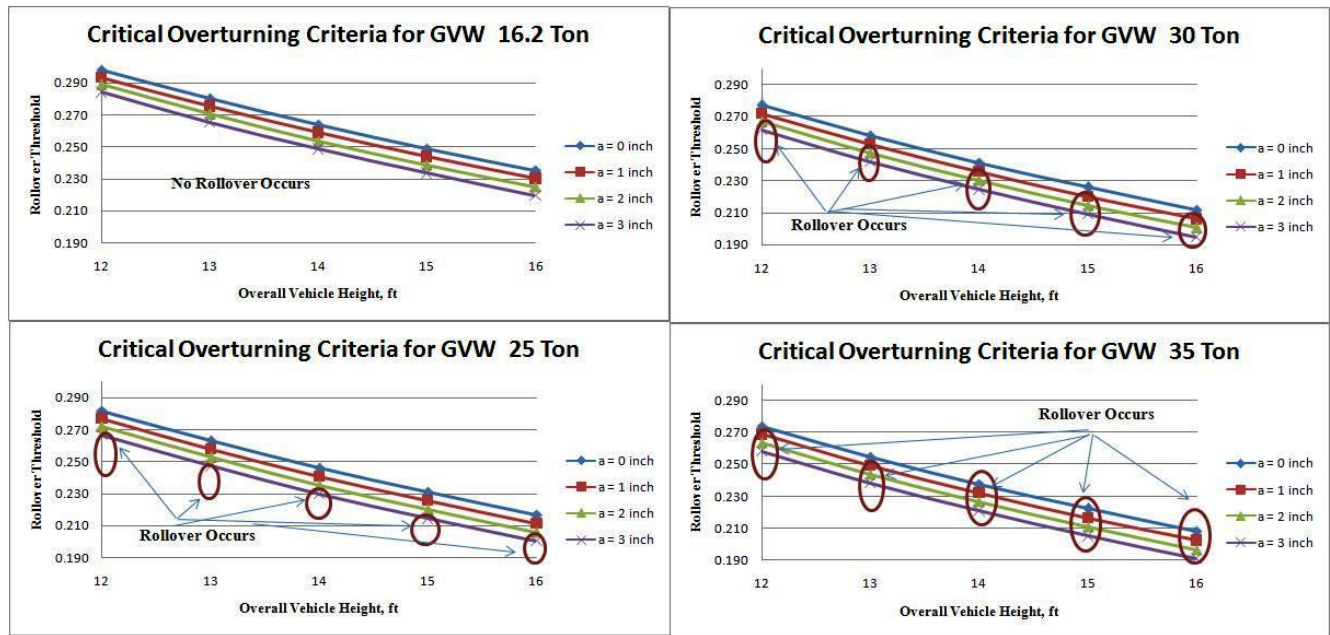 Critical Overturning Criteria for GVW 16.2 Ton
Rollover Threshold
0.290
0.270
0.250
0.230
0.210
0.190
No Rollover Occurs
12
13
14
15
16
Overall Vehicle Height, ft
a = 0 inch
a = 1 inch
a = 2 inch
a = 3 inch
Critical Overturning Criteria for GVW 30 Ton
Rollover Threshold
0.290
0.270
0.250
0.230
0.210
0.190
Rollover Occurs
12
13
14
15
16
Overall Vehicle Height, ft
a = 0 inch
a = 1 inch
a = 2 inch
a = 3 inch
Critical Overturning Criteria for GVW 25 Ton
Rollover Threshold
0.290
0.270
0.250
0.230
0.210
0.190
Rollover Occurs
12
13
14
15
16
Overall Vehicle Height, ft
a = 0 inch
a = 1 inch
a = 2 inch
a = 3 inch
Critical Overturning Criteria for GVW 35 Ton
Rollover Threshold
0.290
0.270
0.250
0.230
0.210
0.190
Rollover Occurs
12
13
14
15
16
Overall Vehicle Height, ft
a = 0 inch
a = 1 inch
a = 2 inch
a = 3 inch